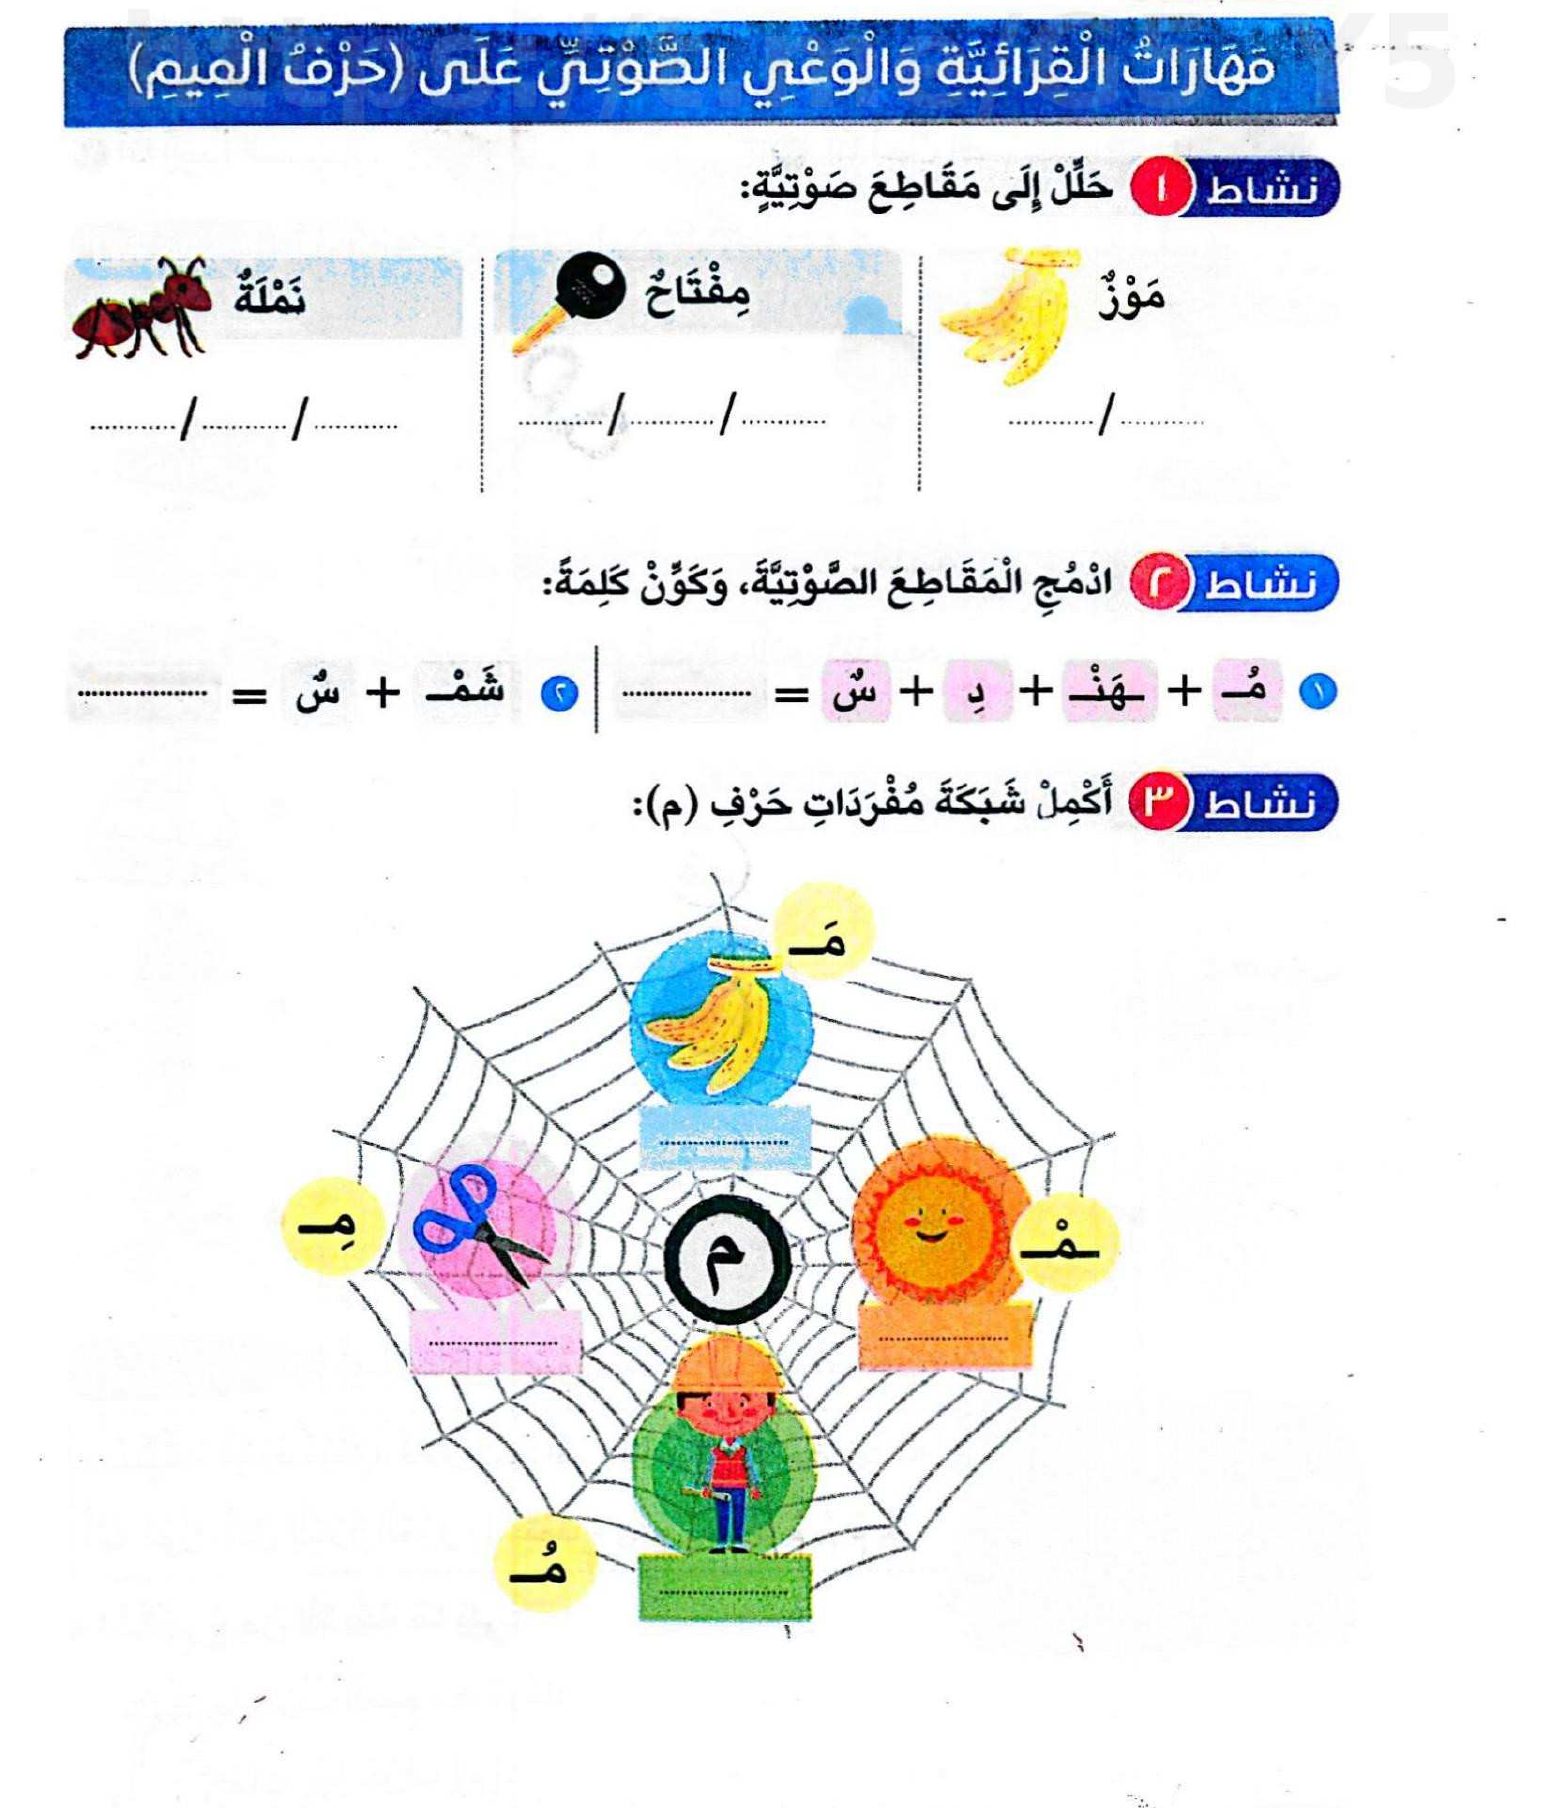 مَهَارَاتُ الْقِرَائِيَّةِ وَالْوَعْيِ الصَّوْتِيِّ عَلَى (حَرْفُ الْمِيمِ)
نشاط ١ حَلِّلْ إِلَى مَقَاطِعَ صَوْتِيَّةٍ:
مَوْزٌ مِفْتَاحٌ نَمْلَةٌ
........../.......... ........../........../.......... ........../........../..........
نشاط ٢ ادْمُجِ الْمَقَاطِعَ الصَّوْتِيَّةَ، وَكَوِّنْ كَلِمَةً:
١ مُـ + ـهَنْـ + دِ + سٌ = .......... | ٢ شَمْـ + سٌ = ..........
نشاط ٣ أَكْمِلْ شَبَكَةَ مُفْرَدَاتِ حَرْفِ (م):
مَـ
مِـ
ـمْـ
م
مُـ